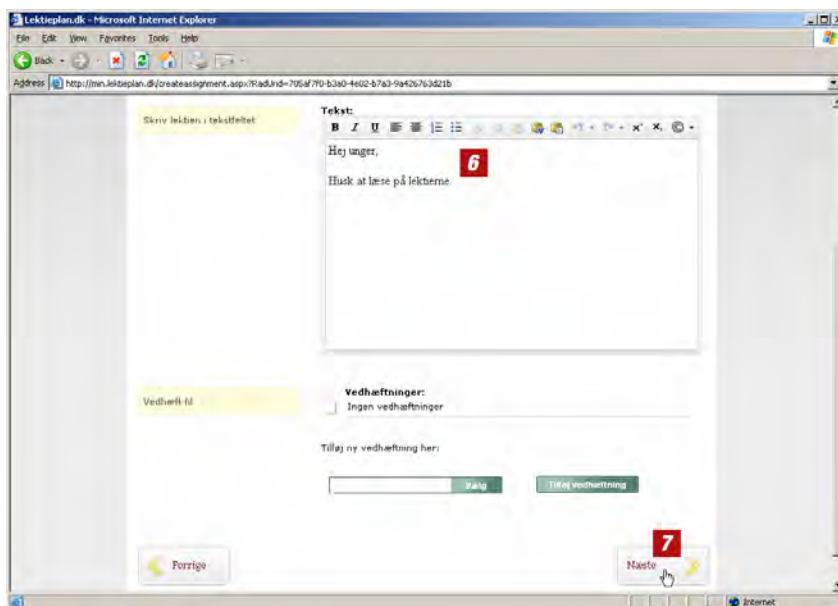 Lektieplan.dk - Microsoft Internet Explorer
File Edit View Favorites Tools Help
Back
Address http://min.lektieplan.dk/createassignment.aspx?RadUrid=705af7f0-b3a0-4e02-b7a3-9a426763d21b
Skriv lektien i tekstfeltet
Tekst:
B I U
Hej unger,
6
Husk at læse på lektierne
Vedhæft fil
Vedhæftninger:
Ingen vedhæftninger
Tilføj ny vedhæftning her:
Vælg
Tilføj vedhæftning
7
Forrige
Næste
Internet